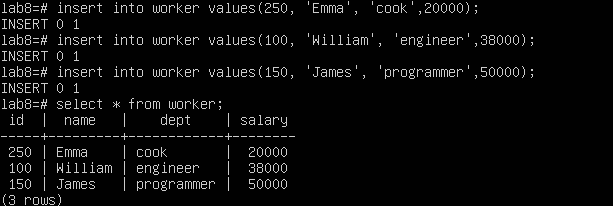 lab8=# insert into worker values(250, 'Emma', 'cook',20000);
INSERT 0 1
lab8=# insert into worker values(100, 'William', 'engineer',38000);
INSERT 0 1
lab8=# insert into worker values(150, 'James', 'programmer',50000);
INSERT 0 1
lab8=# select * from worker;
 id  |  name   |    dept    | salary
-----+---------+------------+--------
 250 | Emma    | cook       |  20000
 100 | William | engineer   |  38000
 150 | James   | programmer |  50000
(3 rows)